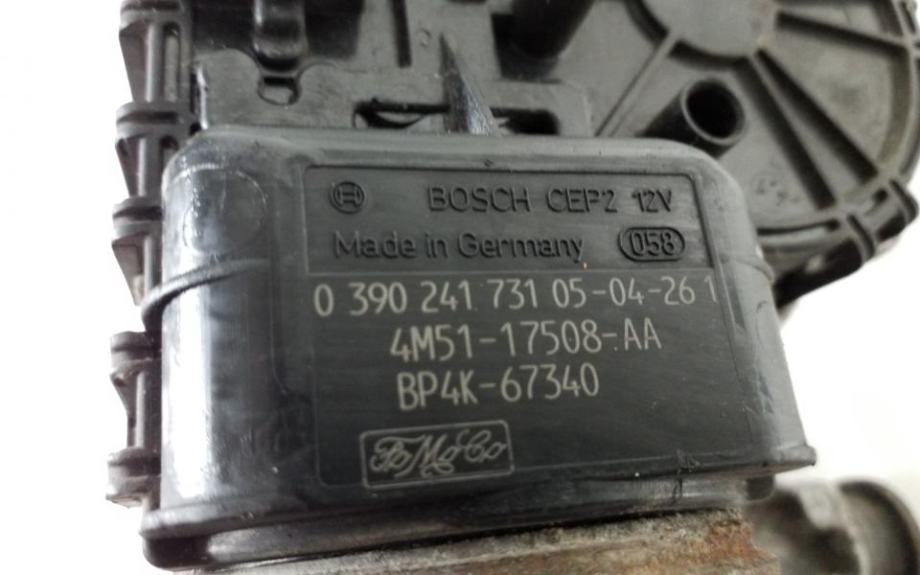 BOSCH CEP2 12V
Made in Germany 058
0 390 241 731 05-04-26 1
4M51-17508-AA
BP4K-67340
FoMoCo